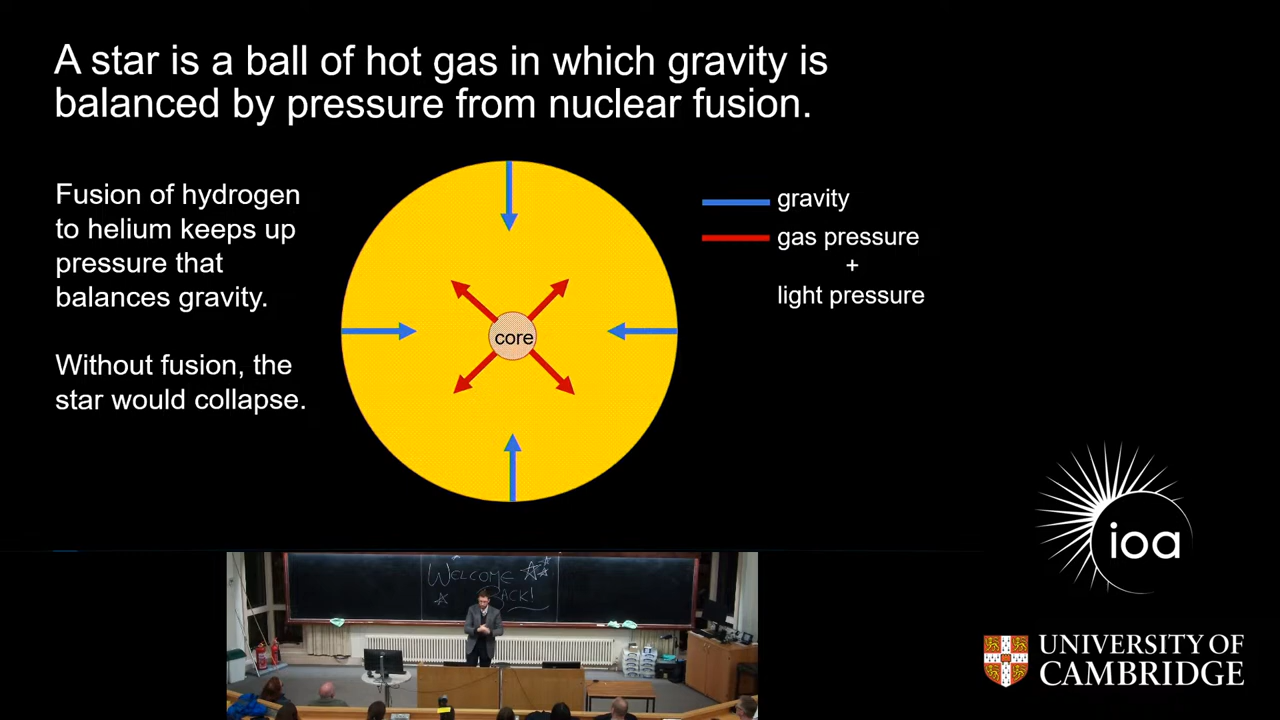 A star is a ball of hot gas in which gravity is
balanced by pressure from nuclear fusion.
Fusion of hydrogen
to helium keeps up
pressure that
balances gravity.
Without fusion, the
star would collapse.
core
gravity
gas pressure
+
light pressure
ioa
WELCOME
BACK!
UNIVERSITY OF
CAMBRIDGE